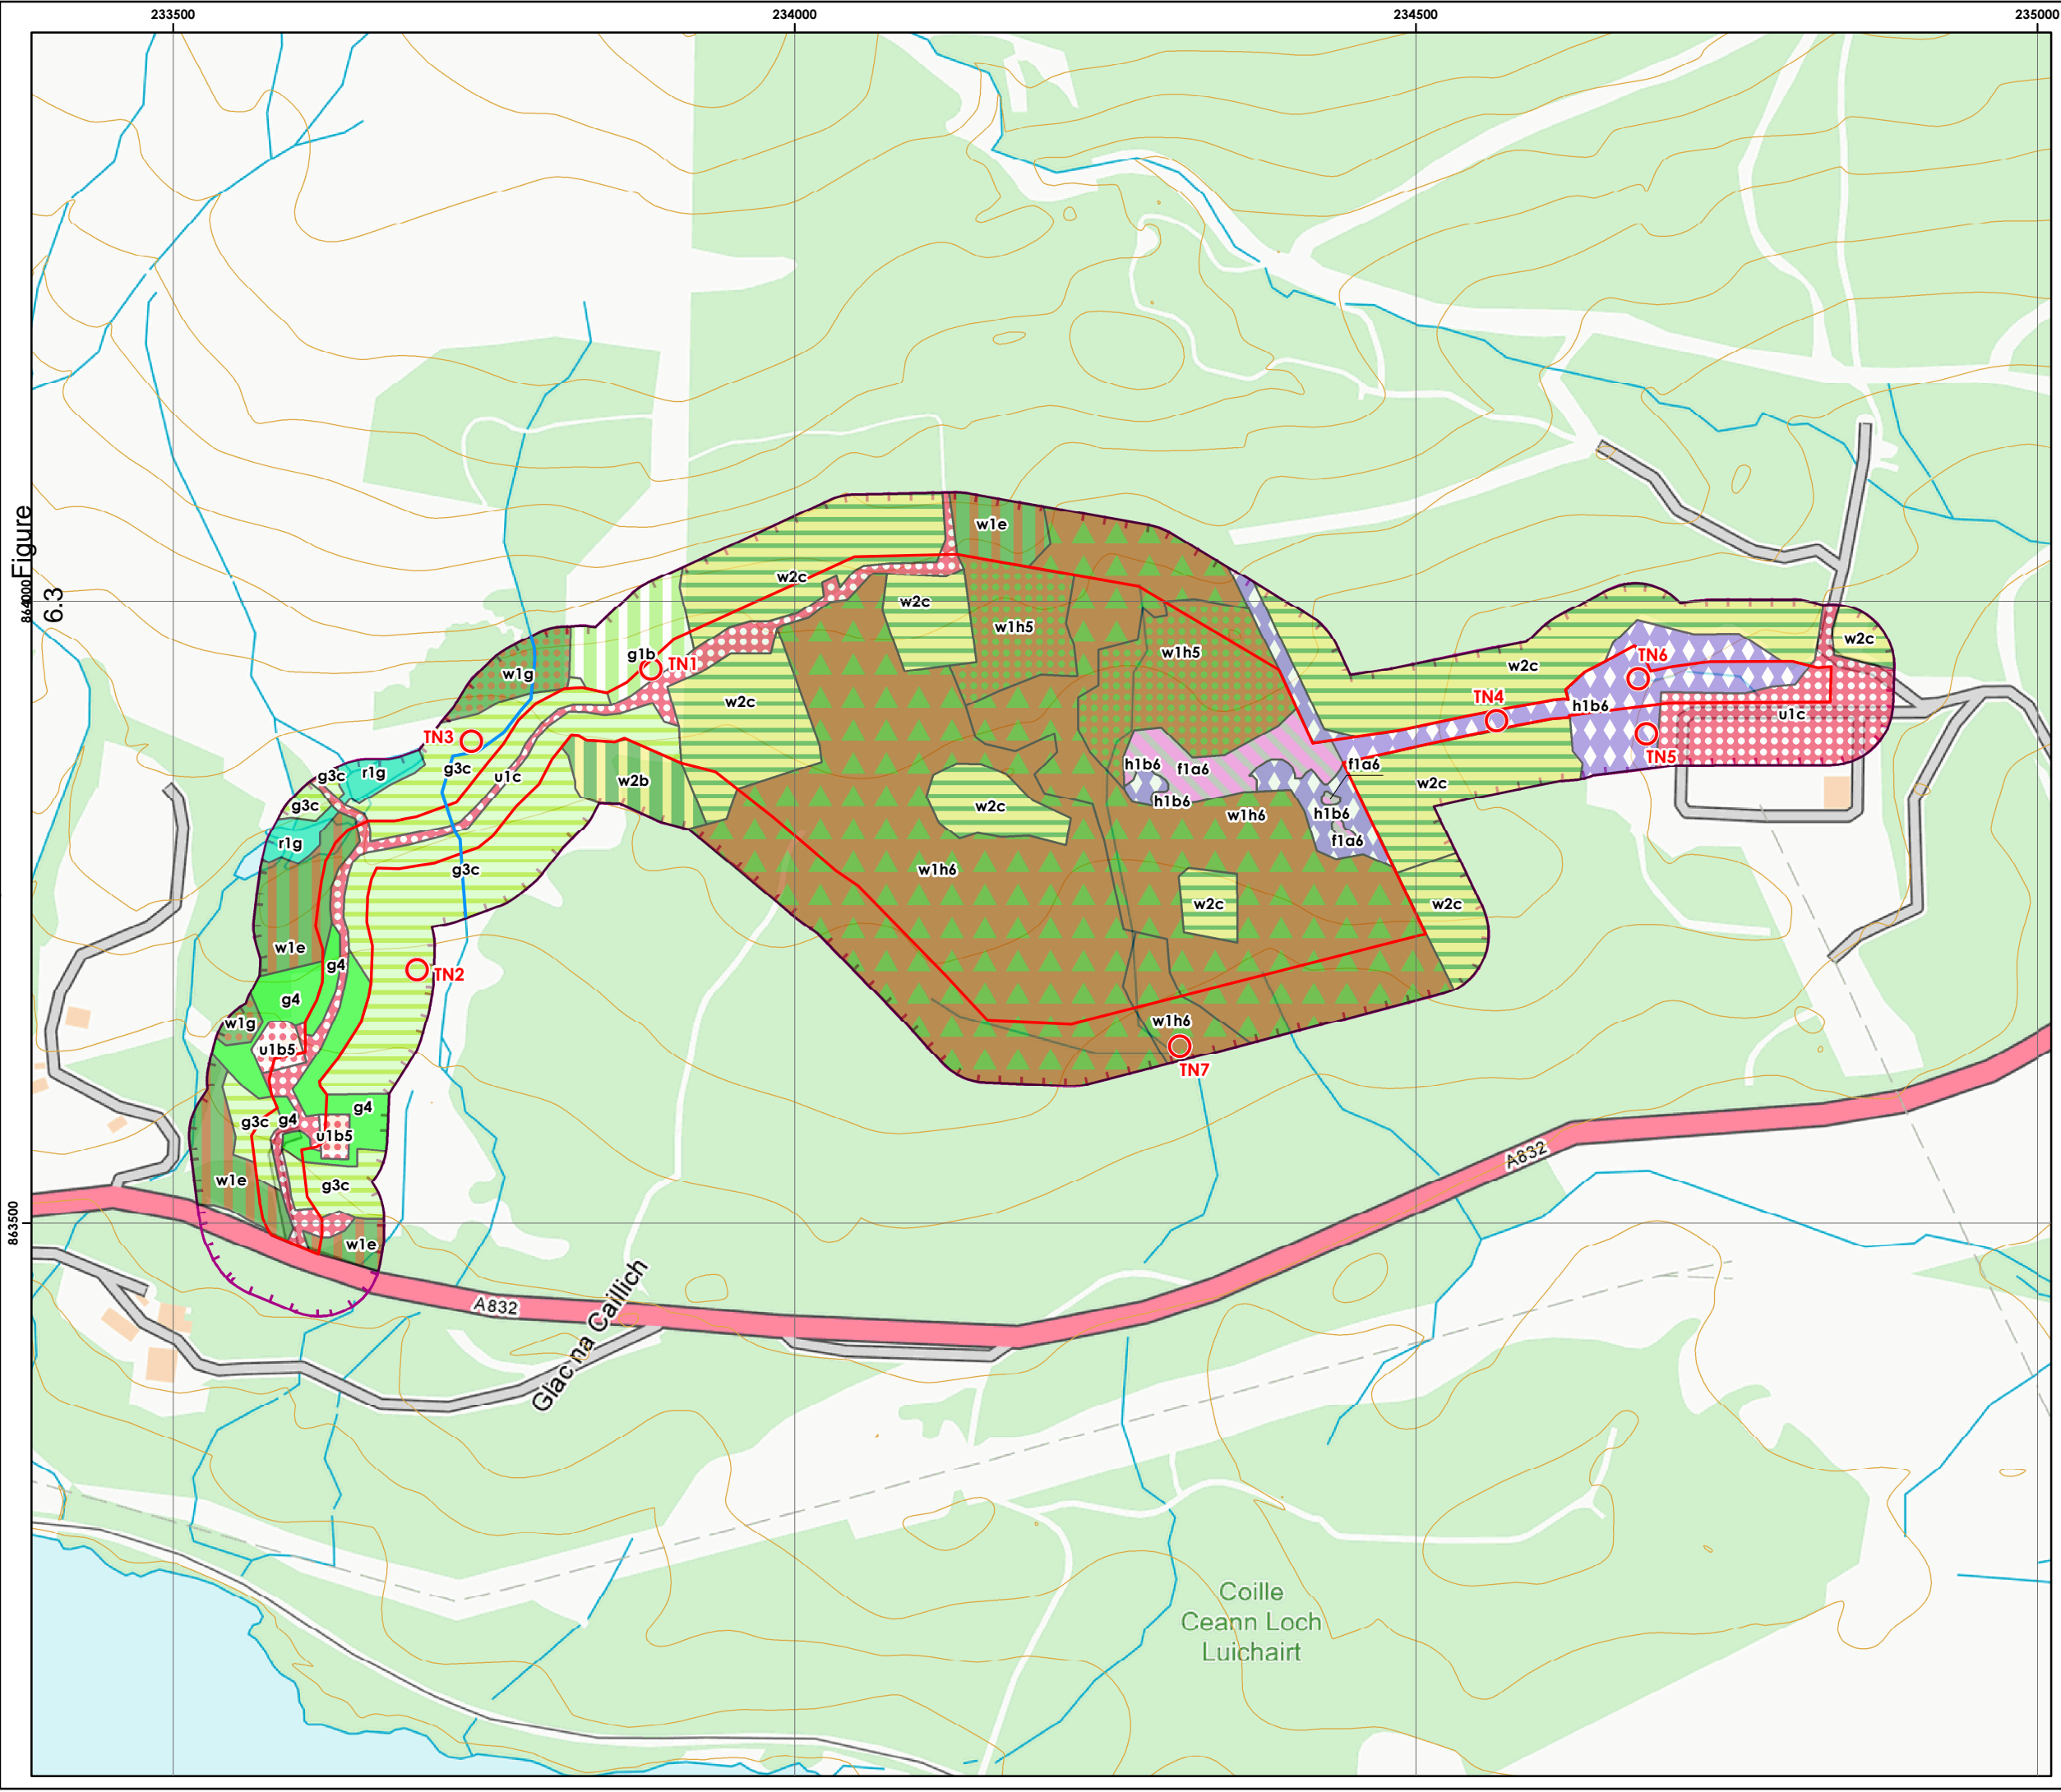 233500
234000
234500
235000
Figure
6.3
864000
863500
w1e
w2c
w2c
w1h5
w1h5
g1b
TN1
w1g
w2c
w2c
TN6
w2c
TN4
h1b6
u1c
TN5
TN3
g3c
r1g
g3c
u1c
w2b
h1b6
f1a6
f1a6
w2c
g3c
h1b6
w2c
w1h6
h1b6
r1g
f1a6
g3c
w1h6
w2c
w2c
w1e
g4
TN2
g4
w1g
w1h6
u1b5
TN7
g4
g3c
g4
u1b5
w1e
g3c
w1e
A832
A832
Glac na Caillich
Coille
Ceann Loch
Luichairt